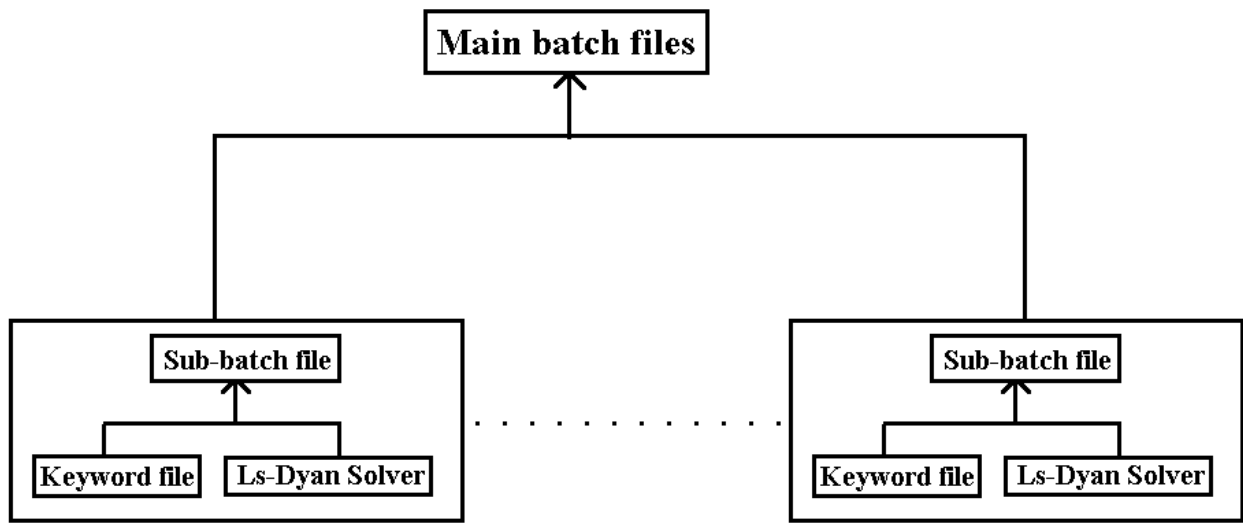 Main batch files
Sub-batch file
Keyword file
Ls-Dyan Solver
Sub-batch file
Keyword file
Ls-Dyan Solver